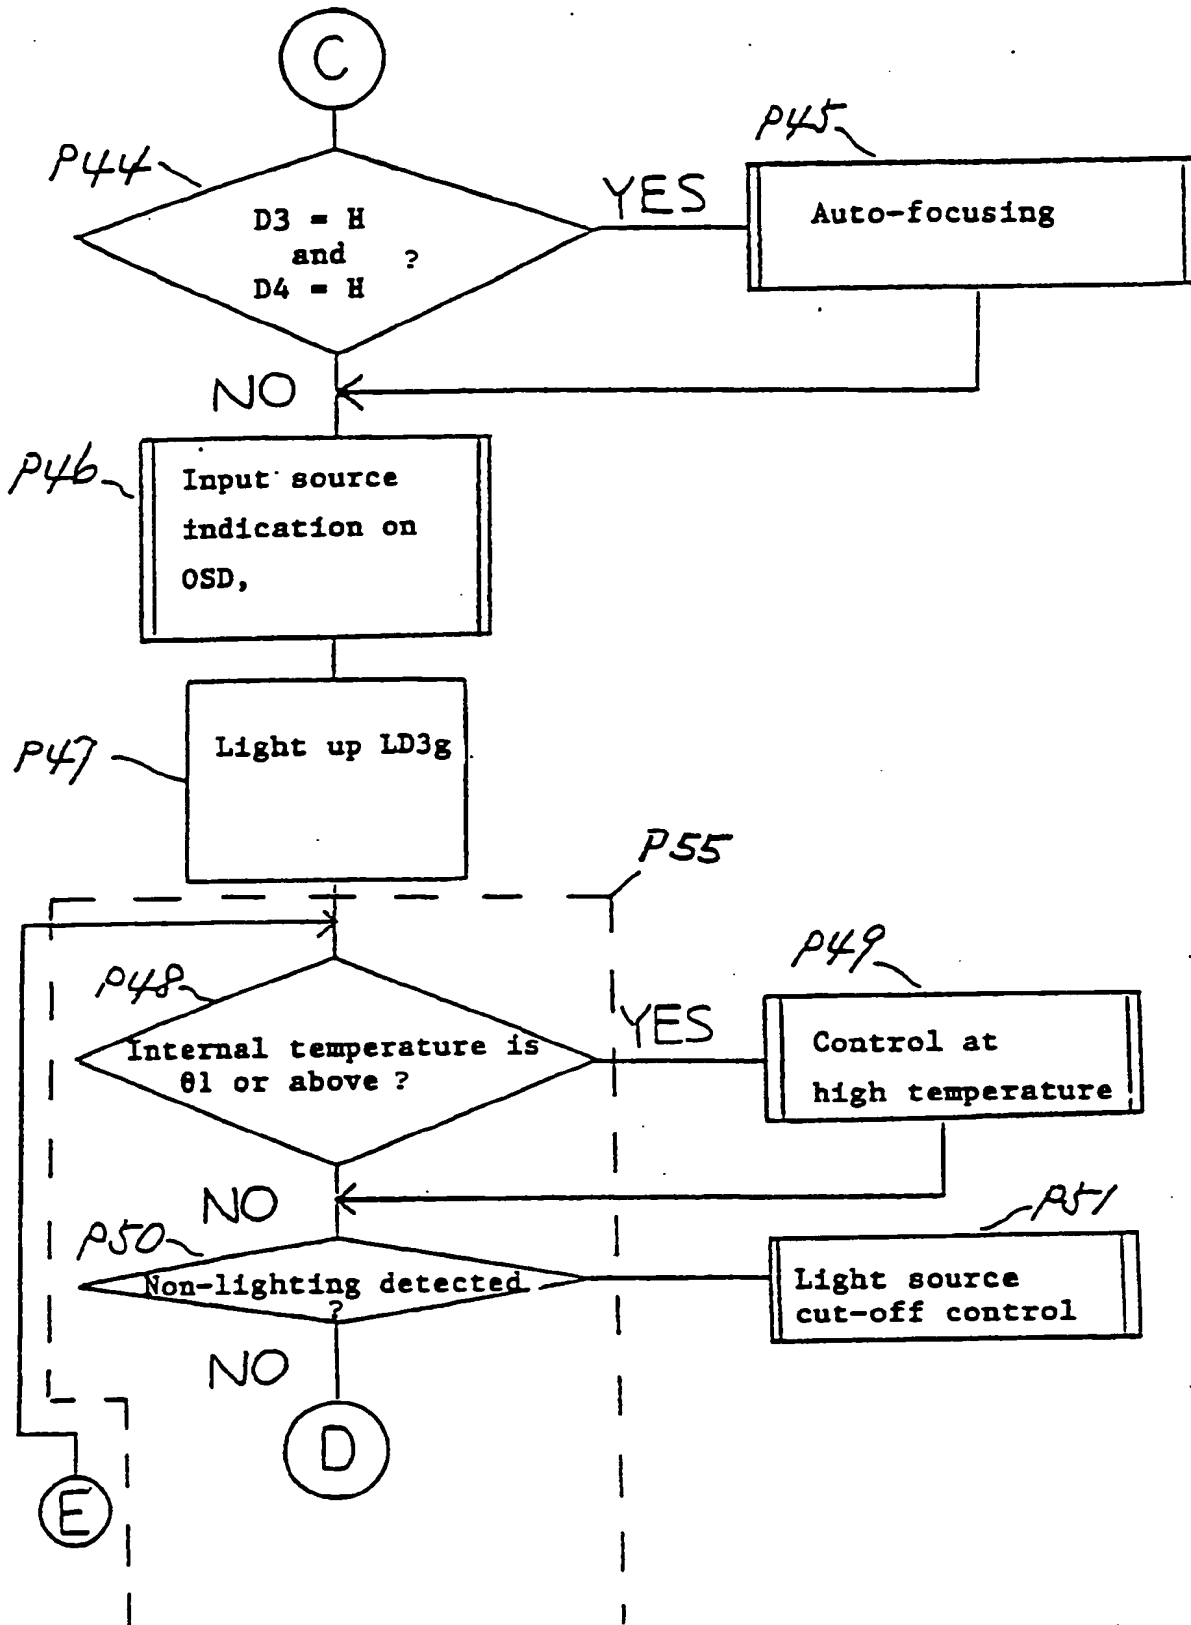 C
P44
D3 = H
and ?
D4 = H
YES
P45
Auto-focusing
NO
P46
Input source
indication on
OSD,
P47
Light up LD3g
P55
P48
Internal temperature is
θ1 or above ?
YES
P49
Control at
high temperature
NO
P50
Non-lighting detected
?
P51
Light source
cut-off control
NO
D
E